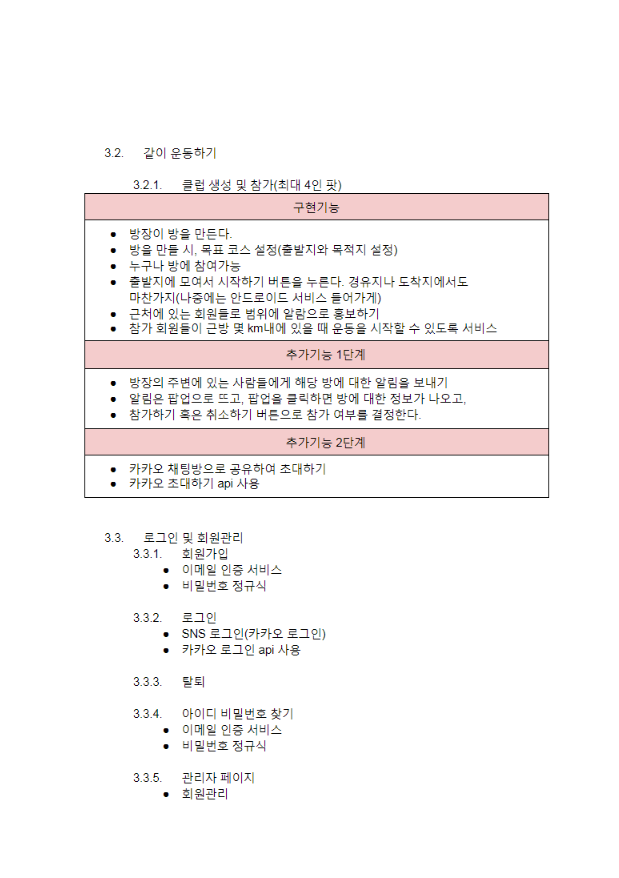 3.2. 같이 운동하기
3.2.1. 클럽 생성 및 참가(최대 4인 팟)
구현기능
● 방장이 방을 만든다.
● 방을 만들 시, 목표 코스 설정(출발지와 목적지 설정)
● 누구나 방에 참여가능
● 출발지에 모여서 시작하기 버튼을 누른다. 경유지나 도착지에서도
마찬가지(나중에는 안드로이드 서비스 들어가게)
● 근처에 있는 회원들로 범위에 알람으로 홍보하기
● 참가 회원들이 근방 몇 km내에 있을 때 운동을 시작할 수 있도록 서비스
추가기능 1단계
● 방장의 주변에 있는 사람들에게 해당 방에 대한 알림을 보내기
● 알림은 팝업으로 뜨고, 팝업을 클릭하면 방에 대한 정보가 나오고,
● 참가하기 혹은 취소하기 버튼으로 참가 여부를 결정한다.
추가기능 2단계
● 카카오 채팅방으로 공유하여 초대하기
● 카카오 초대하기 api 사용
3.3. 로그인 및 회원관리
3.3.1. 회원가입
● 이메일 인증 서비스
● 비밀번호 정규식
3.3.2. 로그인
● SNS 로그인(카카오 로그인)
● 카카오 로그인 api 사용
3.3.3. 탈퇴
3.3.4. 아이디 비밀번호 찾기
● 이메일 인증 서비스
● 비밀번호 정규식
3.3.5. 관리자 페이지
● 회원관리